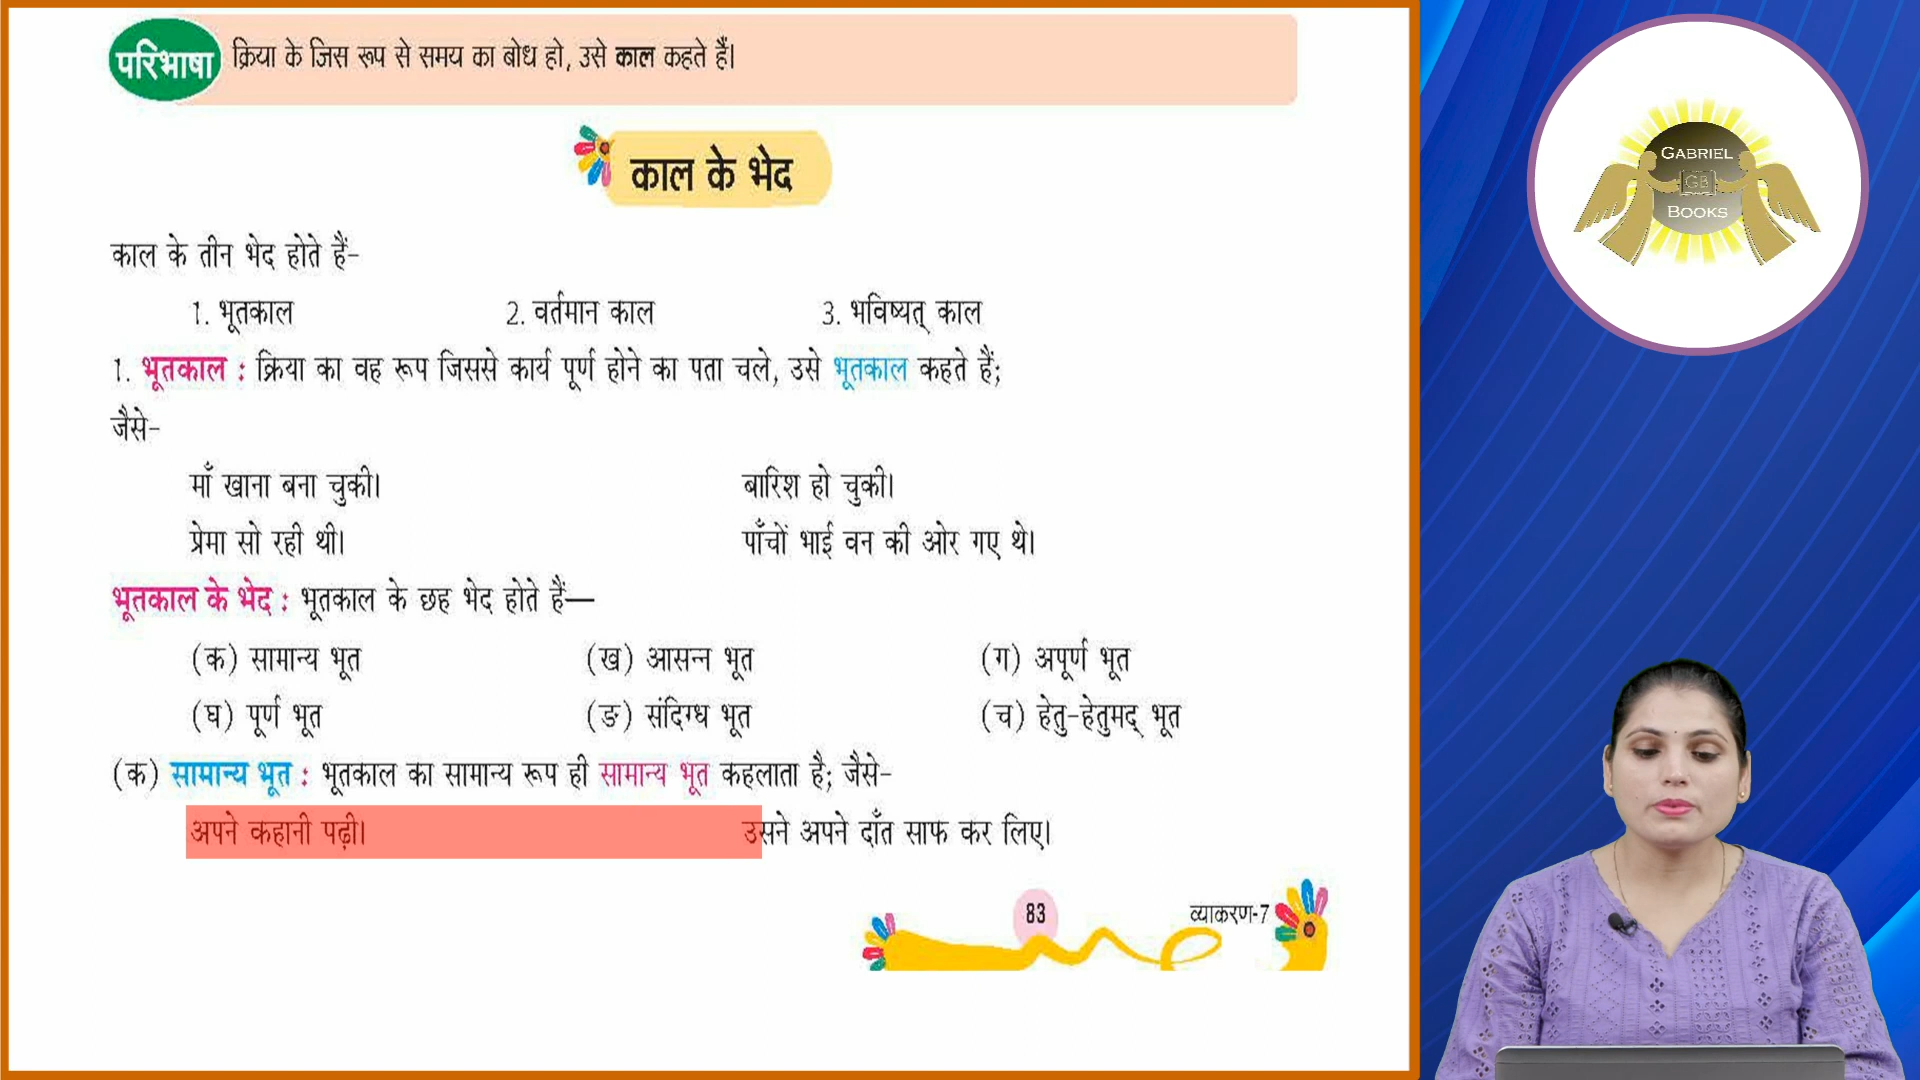 परिभाषा क्रिया के जिस रूप से समय का बोध हो, उसे काल कहते हैं।
काल के भेद
काल के तीन भेद होते हैं-
1. भूतकाल 2. वर्तमान काल 3. भविष्यत् काल
1. भूतकाल : क्रिया का वह रूप जिससे कार्य पूर्ण होने का पता चले, उसे भूतकाल कहते हैं;
जैसे-
माँ खाना बना चुकी। बारिश हो चुकी।
प्रेमा सो रही थी। पाँचों भाई वन की ओर गए थे।
भूतकाल के भेद : भूतकाल के छह भेद होते हैं—
(क) सामान्य भूत (ख) आसन्न भूत (ग) अपूर्ण भूत
(घ) पूर्ण भूत (ङ) संदिग्ध भूत (च) हेतु-हेतुमद् भूत
(क) सामान्य भूत : भूतकाल का सामान्य रूप ही सामान्य भूत कहलाता है; जैसे-
अपने कहानी पढ़ी। उसने अपने दाँत साफ कर लिए।
83
व्याकरण-7
GABRIEL
GB
BOOKS